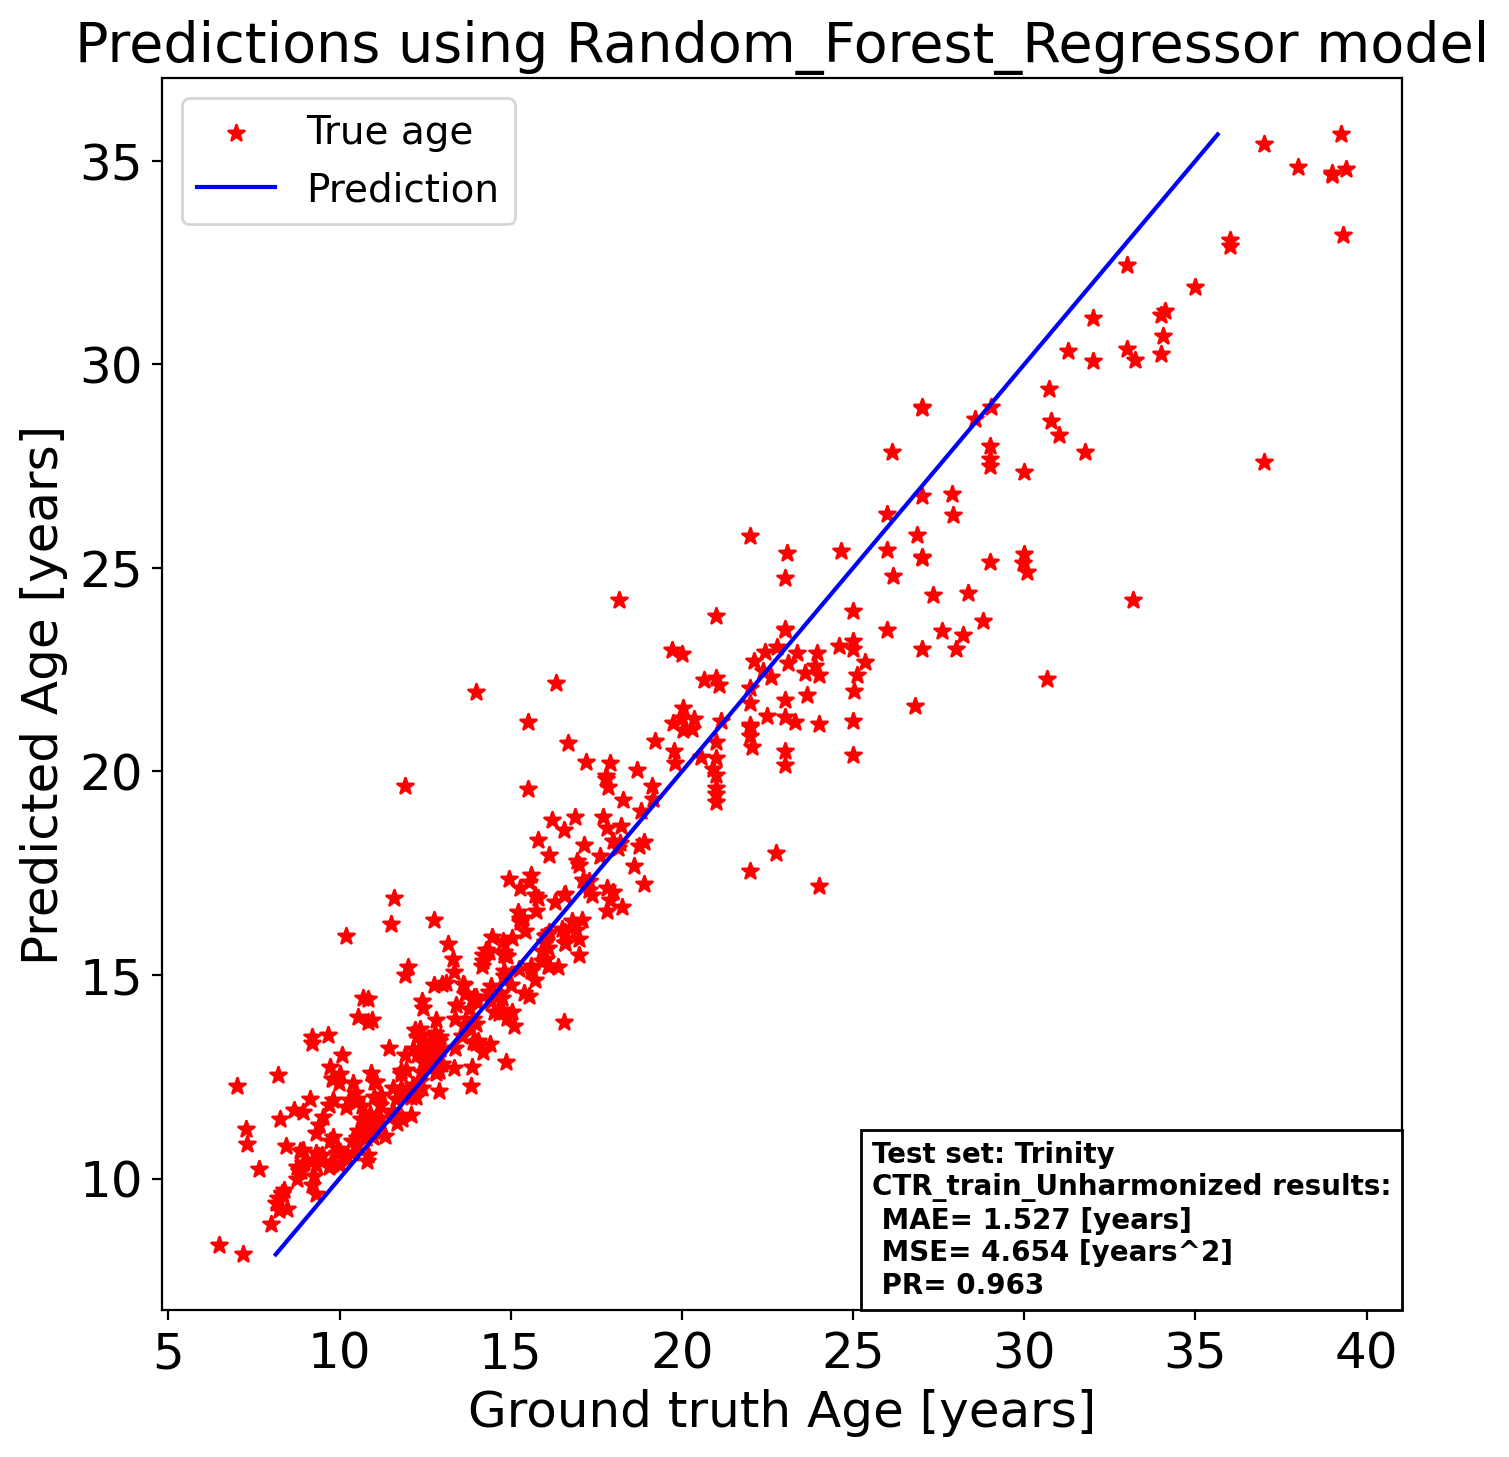 Predictions using Random_Forest_Regressor model
True age
Prediction
35
30
25
20
15
10
Predicted Age [years]
Test set: Trinity
CTR_train_Unharmonized results:
MAE= 1.527 [years]
MSE= 4.654 [years^2]
PR= 0.963
5 10 15 20 25 30 35 40
Ground truth Age [years]